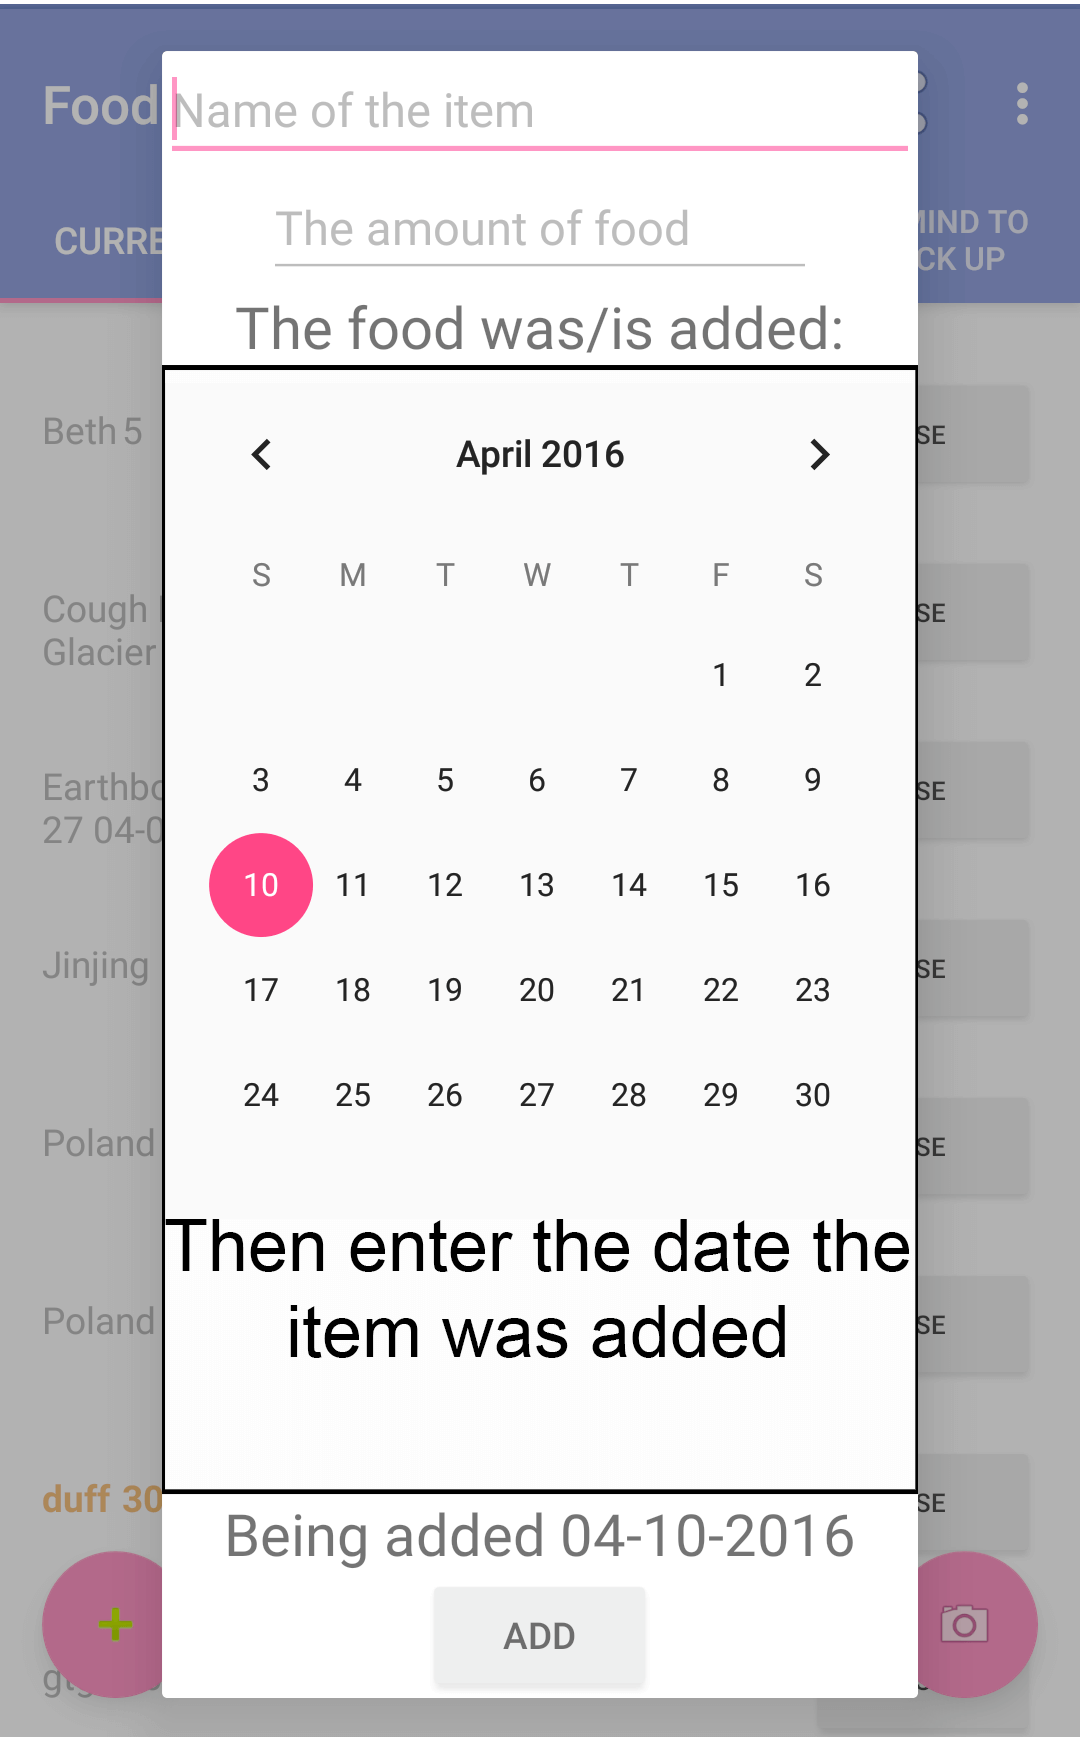 Food
Name of the item
CURRE
The amount of food
MIND TO
CK UP
The food was/is added:
Beth 5
SE
April 2016
S M T W T F S
Cough
Glacier
SE
1 2
Earthbo
27 04-0
SE
3 4 5 6 7 8 9
10 11 12 13 14 15 16
Jinjing
SE
17 18 19 20 21 22 23
24 25 26 27 28 29 30
Poland
SE
Then enter the date the
item was added
Poland
SE
duff 30
SE
Being added 04-10-2016
ADD